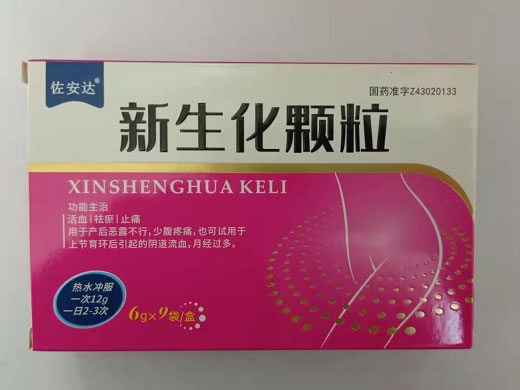 佐安达®
国药准字Z43020133
新生化颗粒
XINSHENGHUA KELI
功能主治
活血|祛瘀|止痛
用于产后恶露不行，少腹疼痛，也可试用于
上节育环后引起的阴道流血，月经过多。
热水冲服
一次12g
一日2-3次
6g×9袋/盒